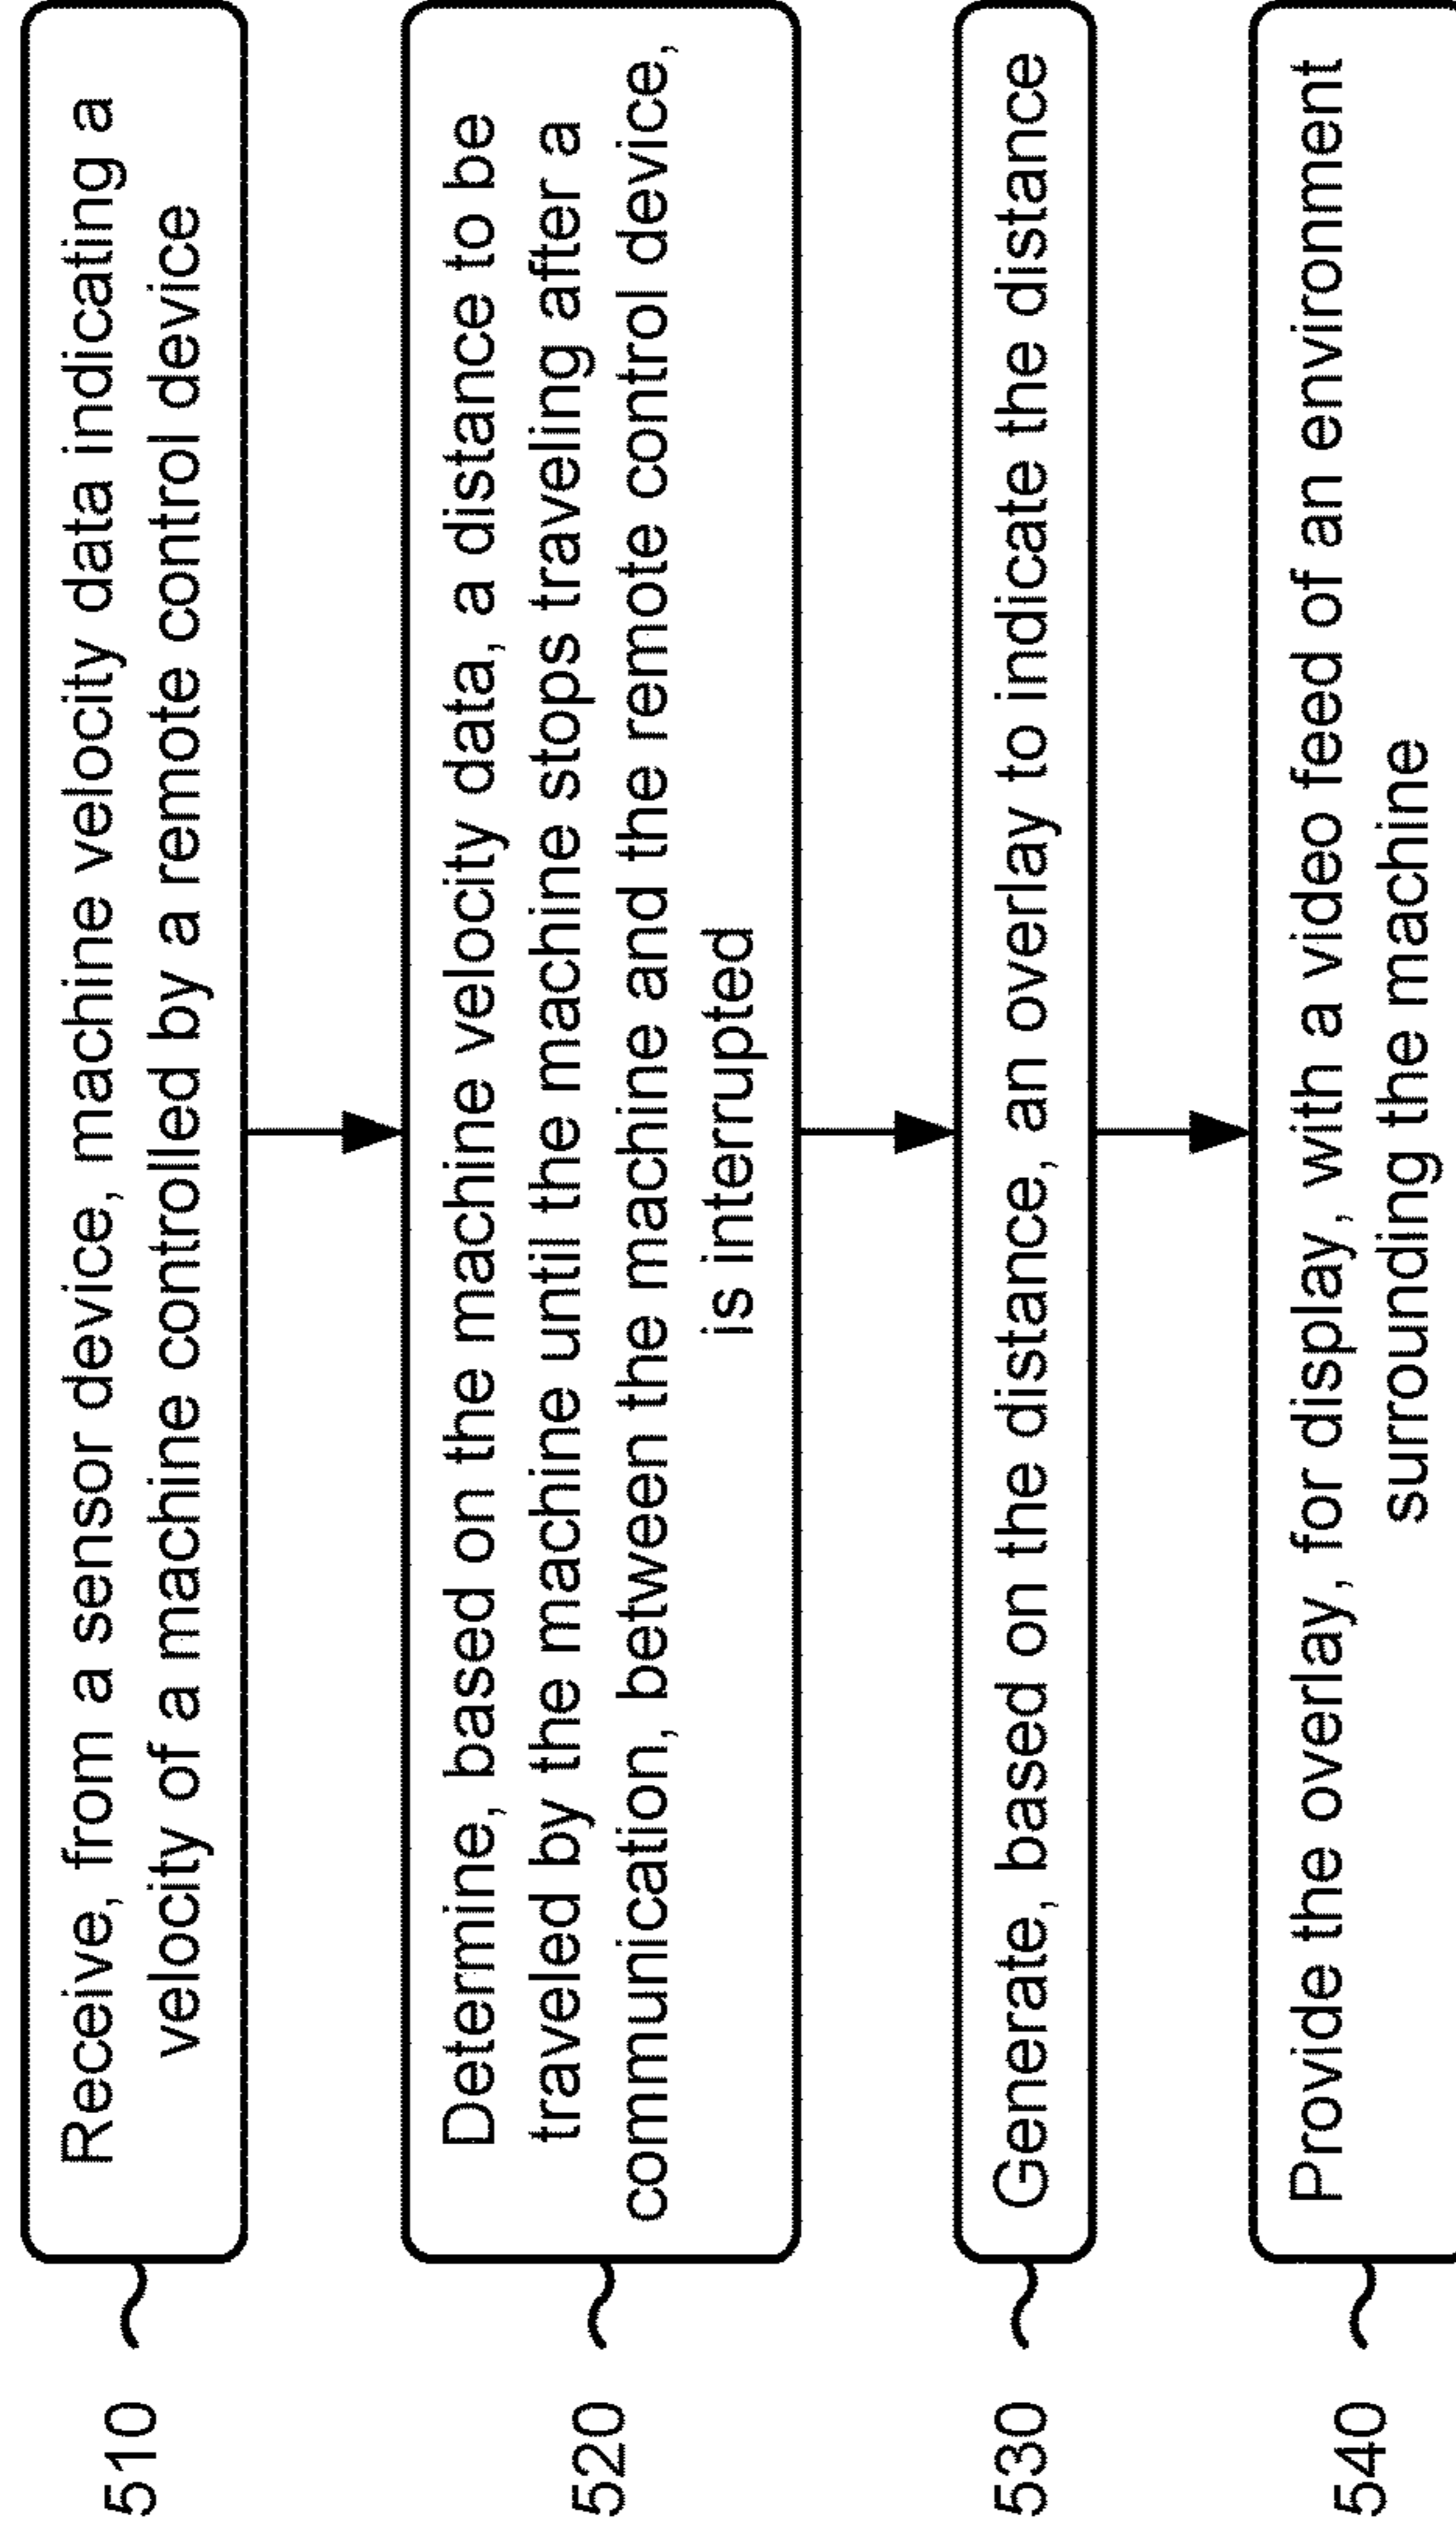 510
Receive, from a sensor device, machine velocity data indicating a
velocity of a machine controlled by a remote control device
520
Determine, based on the machine velocity data, a distance to be
traveled by the machine until the machine stops traveling after a
communication, between the machine and the remote control device,
is interrupted
530
Generate, based on the distance, an overlay to indicate the distance
540
Provide the overlay, for display, with a video feed of an environment
surrounding the machine